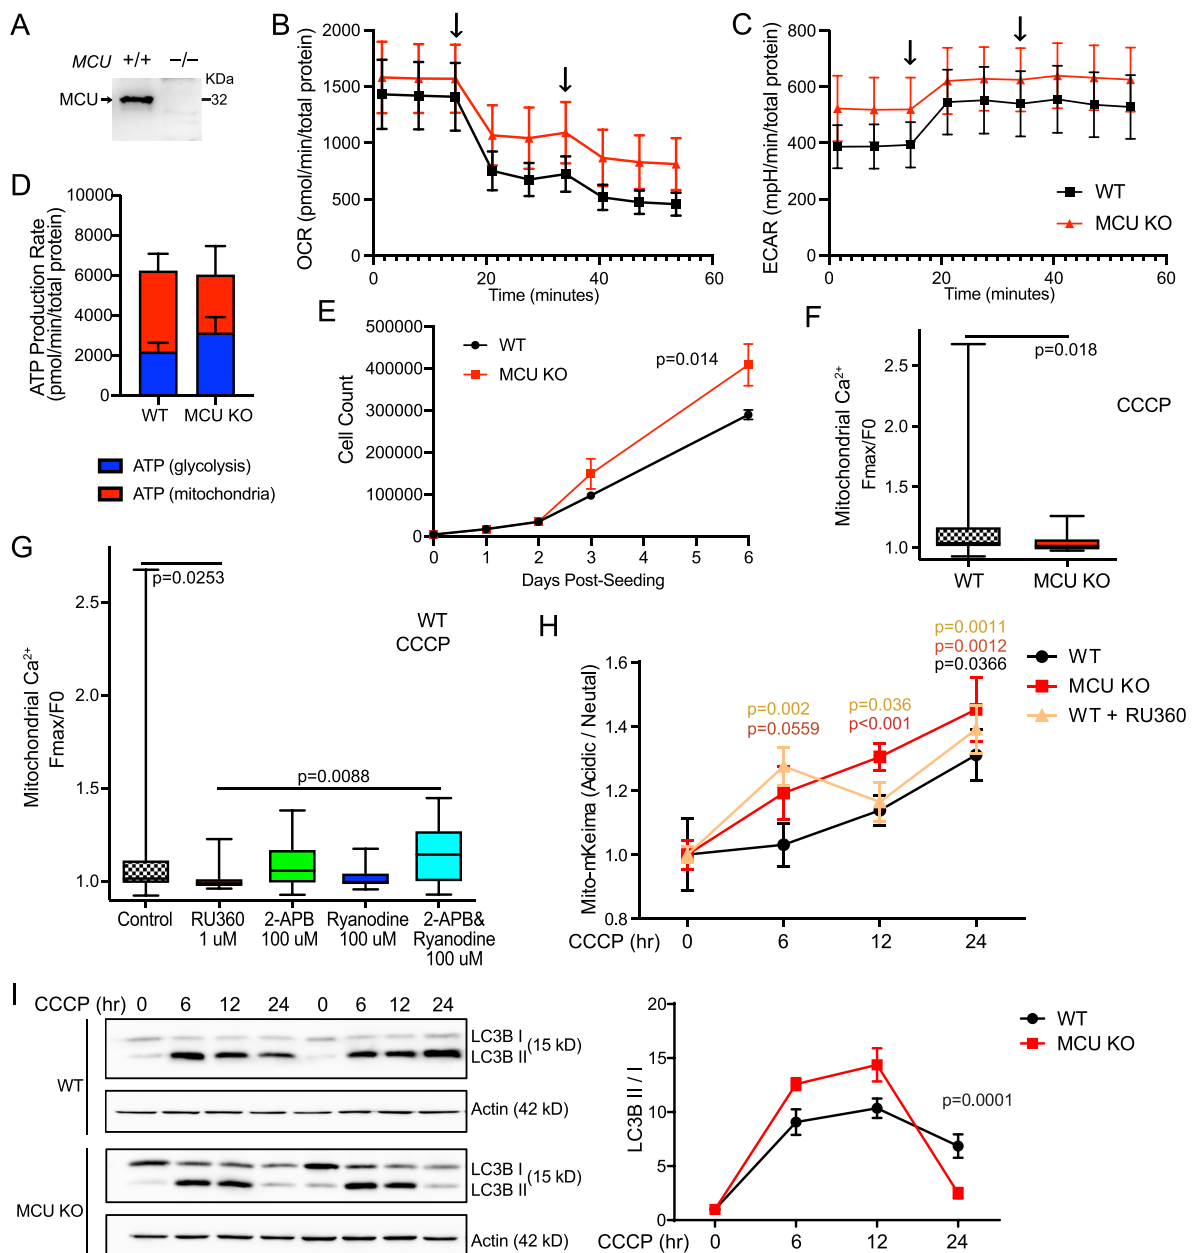 A
MCU +/+ −/−
KDa
MCU
32
B
OCR (pmol/min/total protein)
2000
1500
1000
500
0
0 20 40 60
Time (minutes)
C
ECAR (mpH/min/total protein)
800
600
400
200
0
0 20 40 60
Time (minutes)
WT
MCU KO
D
ATP Production Rate
(pmol/min/total protein)
10000
8000
6000
4000
2000
0
WT MCU KO
ATP (glycolysis)
ATP (mitochondria)
E
Cell Count
500000
400000
300000
200000
100000
0
0 1 2 3 6
Days Post-Seeding
WT
MCU KO
p=0.014
F
Mitochondrial Ca2+
Fmax/F0
2.5
2.0
1.5
1.0
p=0.018
CCCP
WT MCU KO
G
Mitochondrial Ca2+
Fmax/F0
2.5
2.0
1.5
1.0
p=0.0253
WT
CCCP
p=0.0088
Control
RU360
1 uM
2-APB
100 uM
Ryanodine
100 uM
2-APB&
Ryanodine
100 uM
H
Mito-mKeima (Acidic / Neutal)
1.6
1.4
1.2
1.0
0.8
p=0.002
p=0.0559
p=0.036
p<0.001
p=0.0011
p=0.0012
p=0.0366
WT
MCU KO
WT + RU360
CCCP (hr) 0 6 12 24
I
CCCP (hr) 0 6 12 24 0 6 12 24
WT
LC3B I
LC3B II
(15 kD)
Actin (42 kD)
MCU KO
LC3B I
LC3B II
(15 kD)
Actin (42 kD)
LC3B II / I
20
15
10
5
0
p=0.0001
WT
MCU KO
CCCP (hr) 0 6 12 24